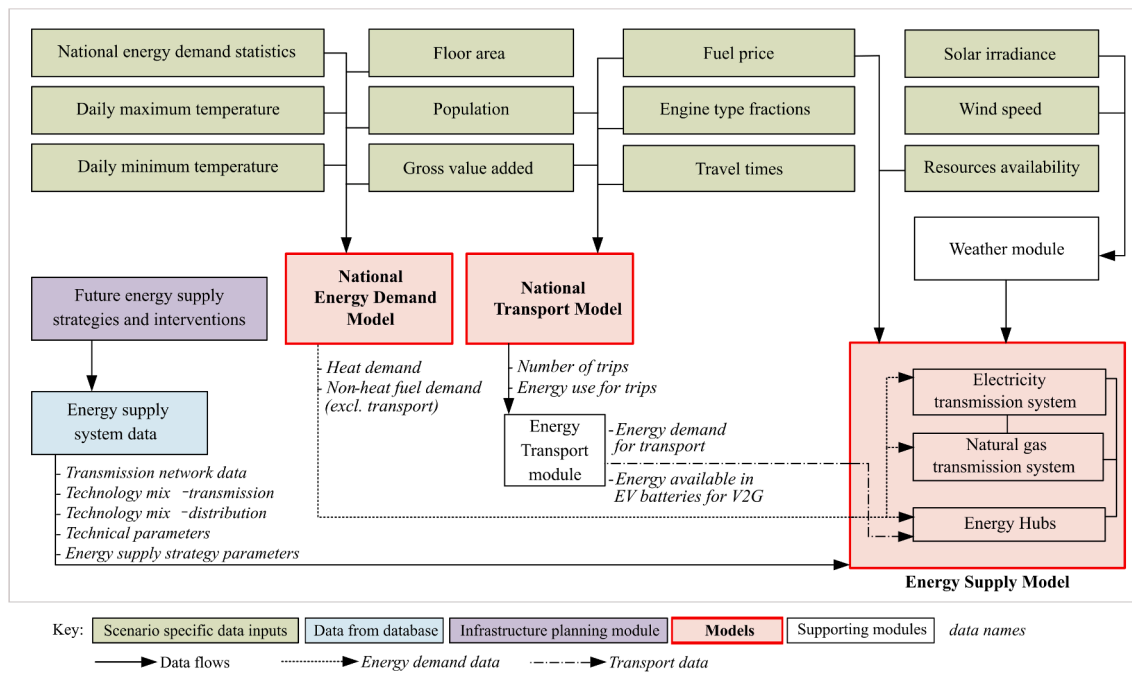 National energy demand statistics
Floor area
Fuel price
Solar irradiance
Daily maximum temperature
Population
Engine type fractions
Wind speed
Daily minimum temperature
Gross value added
Travel times
Resources availability
Weather module
National
Energy Demand
Model
National
Transport Model
Future energy supply
strategies and interventions
- Heat demand
- Non-heat fuel demand
(excl. transport)
- Number of trips
- Energy use for trips
Energy supply
system data
Energy
Transport
module
- Energy demand
for transport
- Energy available in
EV batteries for V2G
Electricity
transmission system
Natural gas
transmission system
Energy Hubs
- Transmission network data
- Technology mix -transmission
- Technology mix -distribution
- Technical parameters
- Energy supply strategy parameters
Energy Supply Model
Key:
Scenario specific data inputs
Data from database
Infrastructure planning module
Models
Supporting modules
data names
Data flows
Energy demand data
Transport data